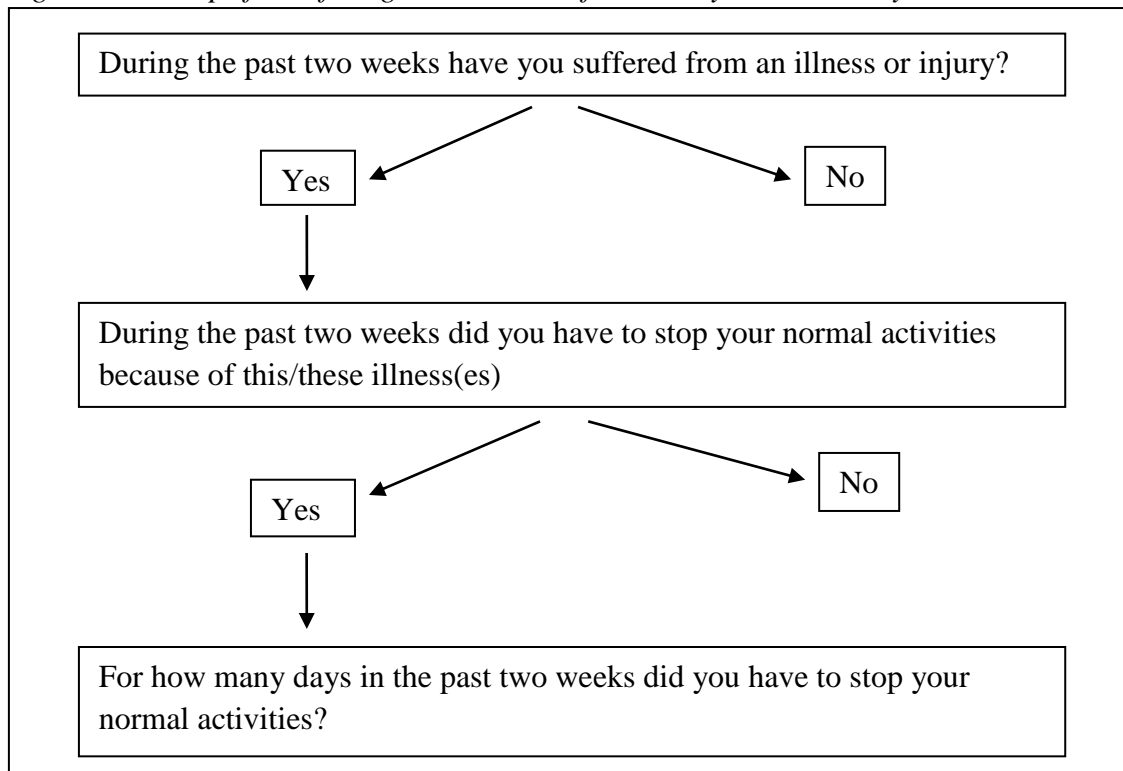 During the past two weeks have you suffered from an illness or injury?
Yes
No
During the past two weeks did you have to stop your normal activities
because of this/these illness(es)
Yes
No
For how many days in the past two weeks did you have to stop your
normal activities?